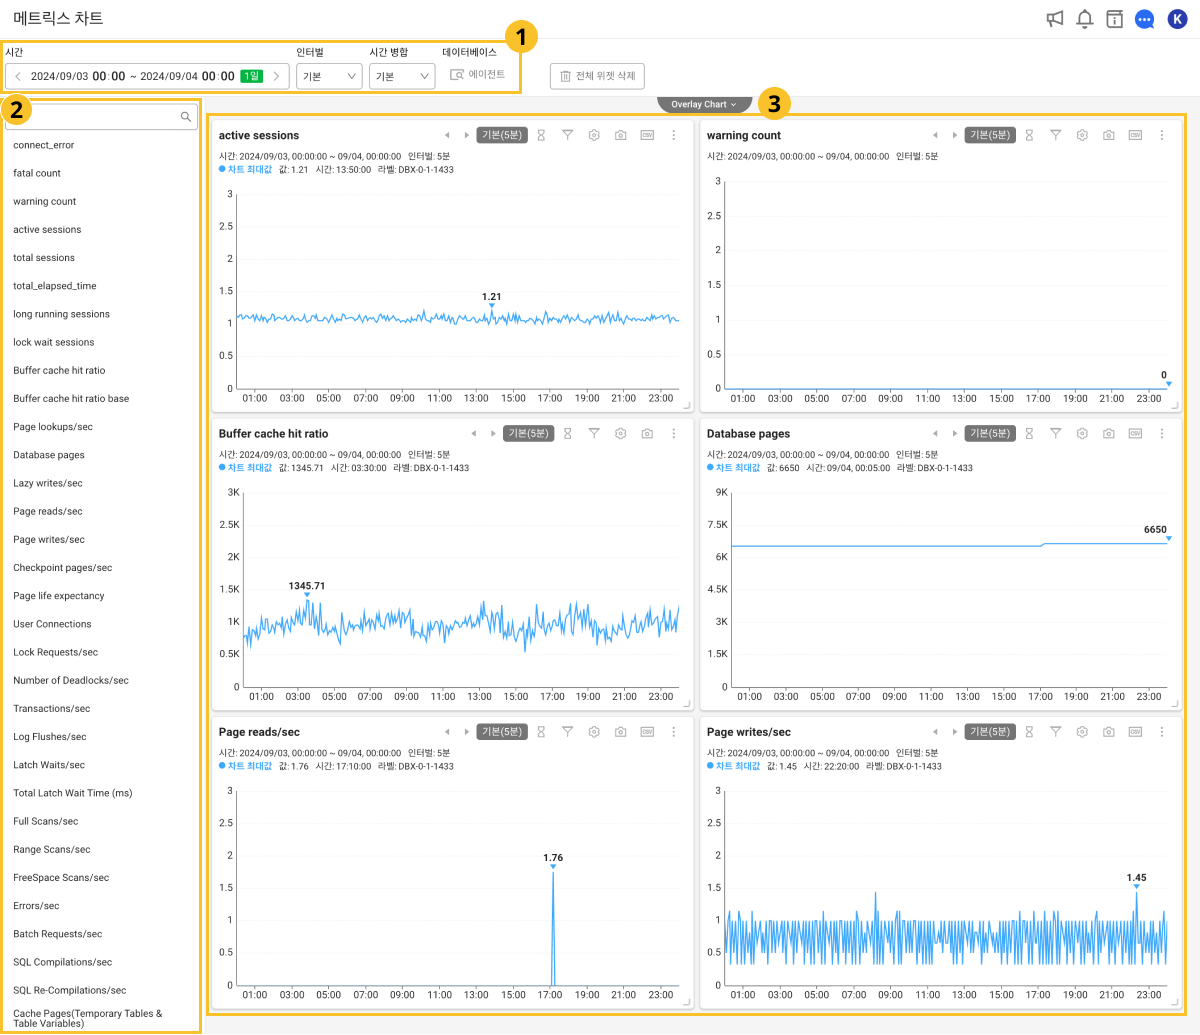 메트릭스 차트
K
1
시간
인터벌
시간 병합
데이터베이스
2024/09/03 00:00 ~ 2024/09/04 00:00 1일
기본
기본
에이전트
전체 위젯 삭제
2
Overlay Chart
3
connect_error
fatal count
warning count
active sessions
total sessions
total_elapsed_time
long running sessions
lock wait sessions
Buffer cache hit ratio
Buffer cache hit ratio base
Page lookups/sec
Database pages
Lazy writes/sec
Page reads/sec
Page writes/sec
Checkpoint pages/sec
Page life expectancy
User Connections
Lock Requests/sec
Number of Deadlocks/sec
Transactions/sec
Log Flushes/sec
Latch Waits/sec
Total Latch Wait Time (ms)
Full Scans/sec
Range Scans/sec
FreeSpace Scans/sec
Errors/sec
Batch Requests/sec
SQL Compilations/sec
SQL Re-Compilations/sec
Cache Pages(Temporary Tables &
Table Variables)
active sessions
기본(5분)
CSV
시간: 2024/09/03, 00:00:00 ~ 09/04, 00:00:00 인터벌: 5분
차트 최대값 값: 1.21 시간: 13:50:00 라벨: DBX-0-1-1433
3
2.5
2
1.5
1
0.5
0
1.21
01:00 03:00 05:00 07:00 09:00 11:00 13:00 15:00 17:00 19:00 21:00 23:00
warning count
기본(5분)
CSV
시간: 2024/09/03, 00:00:00 ~ 09/04, 00:00:00 인터벌: 5분
3
2.5
2
1.5
1
0.5
0
0
01:00 03:00 05:00 07:00 09:00 11:00 13:00 15:00 17:00 19:00 21:00 23:00
Buffer cache hit ratio
기본(5분)
시간: 2024/09/03, 00:00:00 ~ 09/04, 00:00:00 인터벌: 5분
차트 최대값 값: 1345.71 시간: 03:30:00 라벨: DBX-0-1-1433
3K
2.5K
2K
1.5K
1K
0.5K
0
1345.71
01:00 03:00 05:00 07:00 09:00 11:00 13:00 15:00 17:00 19:00 21:00 23:00
Database pages
기본(5분)
CSV
시간: 2024/09/03, 00:00:00 ~ 09/04, 00:00:00 인터벌: 5분
차트 최대값 값: 6650 시간: 09/04, 00:05:00 라벨: DBX-0-1-1433
9K
7.5K
6K
4.5K
3K
1.5K
0
6650
01:00 03:00 05:00 07:00 09:00 11:00 13:00 15:00 17:00 19:00 21:00 23:00
Page reads/sec
기본(5분)
CSV
시간: 2024/09/03, 00:00:00 ~ 09/04, 00:00:00 인터벌: 5분
차트 최대값 값: 1.76 시간: 17:10:00 라벨: DBX-0-1-1433
3
2.5
2
1.5
1
0.5
0
1.76
01:00 03:00 05:00 07:00 09:00 11:00 13:00 15:00 17:00 19:00 21:00 23:00
Page writes/sec
기본(5분)
CSV
시간: 2024/09/03, 00:00:00 ~ 09/04, 00:00:00 인터벌: 5분
차트 최대값 값: 1.45 시간: 22:20:00 라벨: DBX-0-1-1433
3
2.5
2
1.5
1
0.5
0
1.45
01:00 03:00 05:00 07:00 09:00 11:00 13:00 15:00 17:00 19:00 21:00 23:00